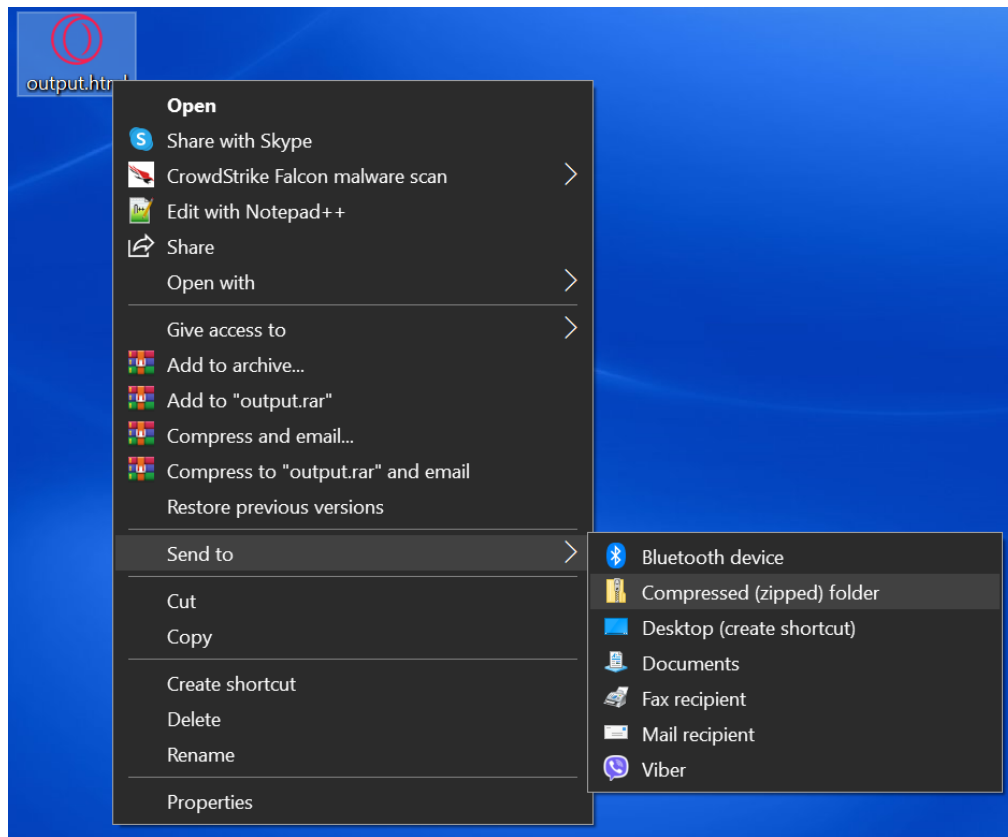 output.htm
Open
Share with Skype
CrowdStrike Falcon malware scan
Edit with Notepad++
Share
Open with
Give access to
Add to archive...
Add to "output.rar"
Compress and email...
Compress to "output.rar" and email
Restore previous versions
Send to
Cut
Copy
Create shortcut
Delete
Rename
Properties
Bluetooth device
Compressed (zipped) folder
Desktop (create shortcut)
Documents
Fax recipient
Mail recipient
Viber